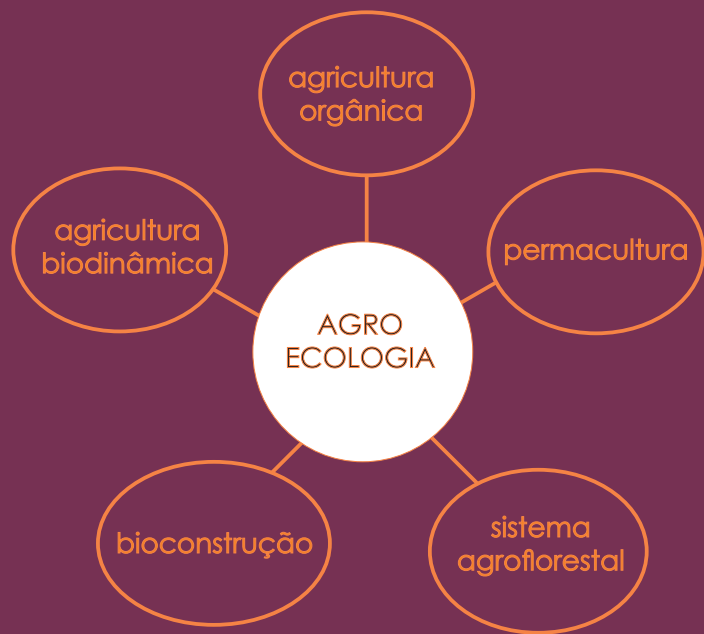 agricultura
orgânica
agricultura
biodinâmica
permacultura
AGRO
ECOLOGIA
bioconstrução
sistema
agroflorestal